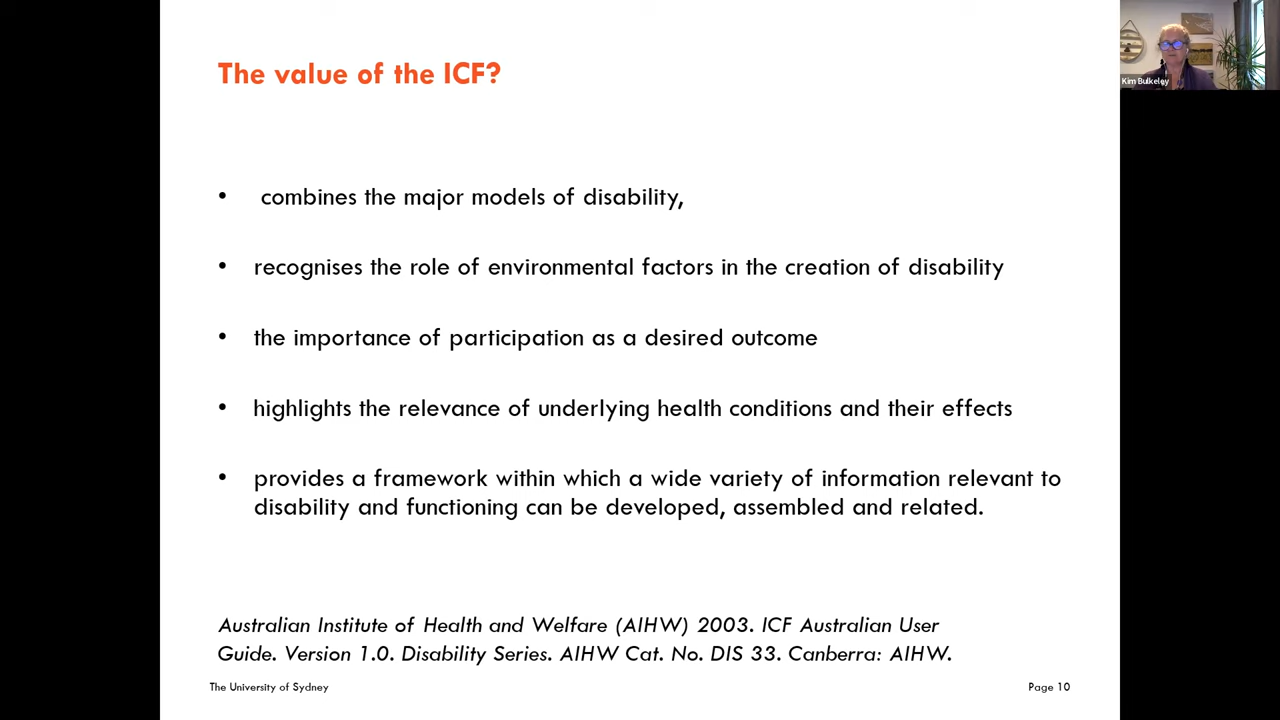 The value of the ICF?
Kim Bulkeley
• combines the major models of disability,
• recognises the role of environmental factors in the creation of disability
• the importance of participation as a desired outcome
• highlights the relevance of underlying health conditions and their effects
• provides a framework within which a wide variety of information relevant to
disability and functioning can be developed, assembled and related.
Australian Institute of Health and Welfare (AIHW) 2003. ICF Australian User
Guide. Version 1.0. Disability Series. AIHW Cat. No. DIS 33. Canberra: AIHW.
The University of Sydney
Page 10